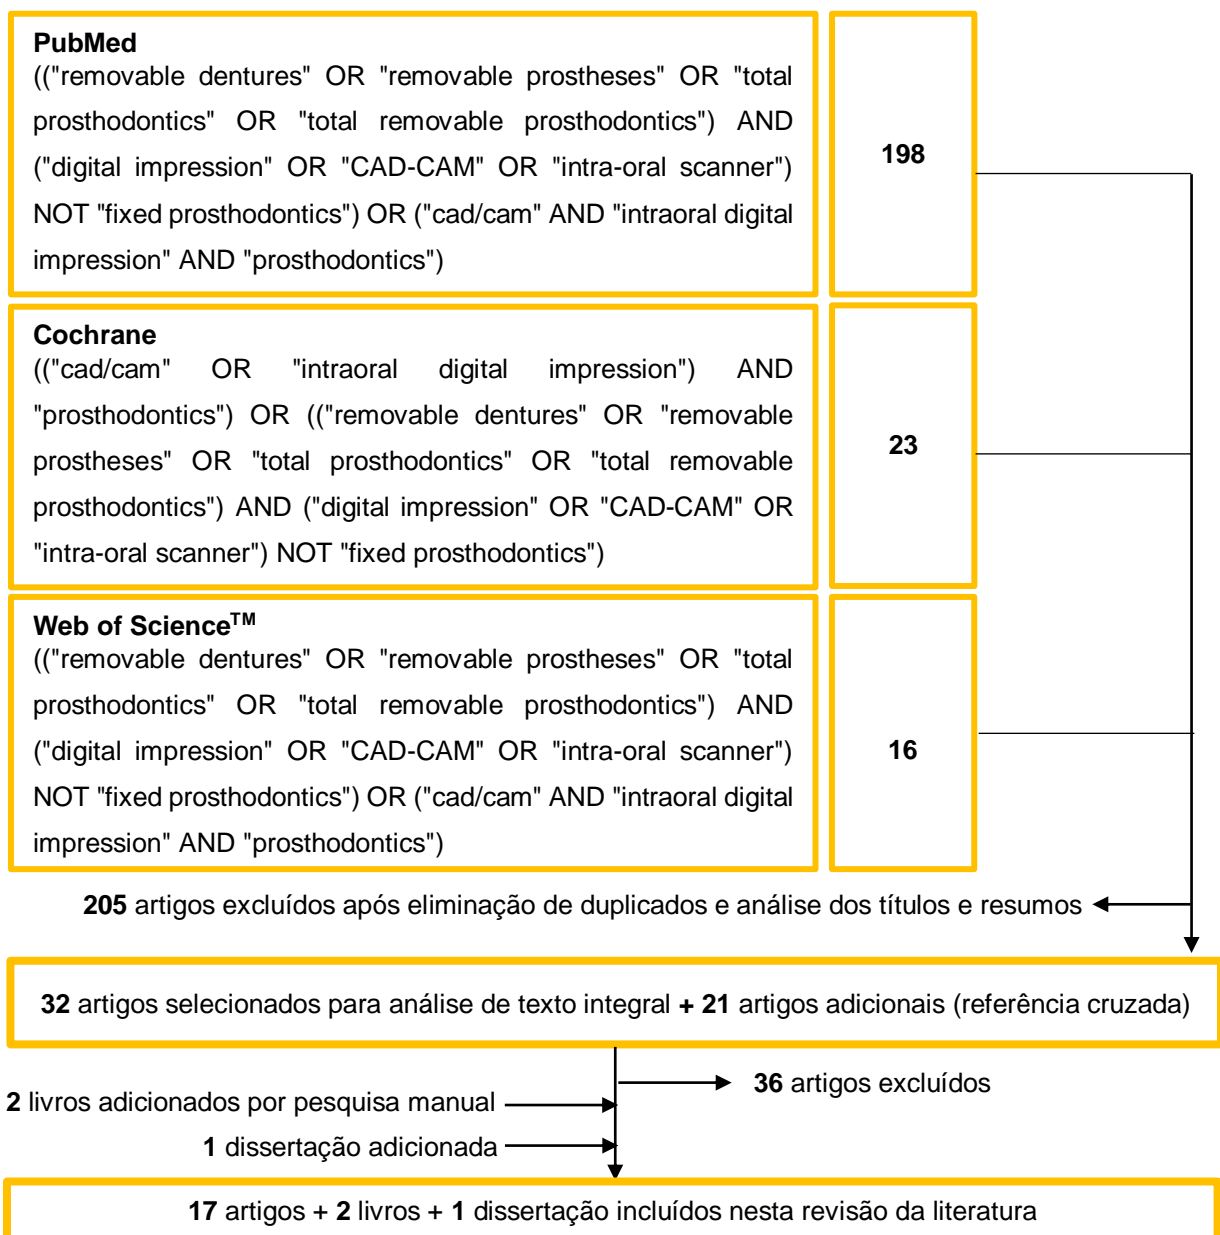 PubMed
(("removable dentures" OR "removable prostheses" OR "total
prosthodontics" OR "total removable prosthodontics") AND
("digital impression" OR "CAD-CAM" OR "intra-oral scanner")
NOT "fixed prosthodontics") OR ("cad/cam" AND "intraoral digital
impression" AND "prosthodontics")
198
Cochrane
(("cad/cam" OR "intraoral digital impression") AND
"prosthodontics") OR (("removable dentures" OR "removable
prostheses" OR "total prosthodontics" OR "total removable
prosthodontics") AND ("digital impression" OR "CAD-CAM" OR
"intra-oral scanner") NOT "fixed prosthodontics")
23
Web of Science™
(("removable dentures" OR "removable prostheses" OR "total
prosthodontics" OR "total removable prosthodontics") AND
("digital impression" OR "CAD-CAM" OR "intra-oral scanner")
NOT "fixed prosthodontics") OR ("cad/cam" AND "intraoral digital
impression" AND "prosthodontics")
16
205 artigos excluídos após eliminação de duplicados e análise dos títulos e resumos
32 artigos selecionados para análise de texto integral + 21 artigos adicionais (referência cruzada)
36 artigos excluídos
2 livros adicionados por pesquisa manual
1 dissertação adicionada
17 artigos + 2 livros + 1 dissertação incluídos nesta revisão da literatura